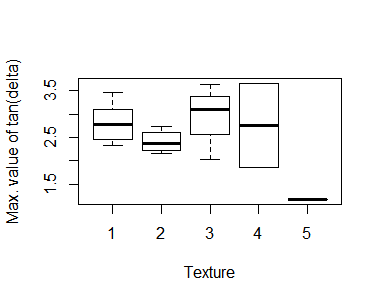 Max. value of tan(delta)
3.5
2.5
1.5
1 2 3 4 5
Texture